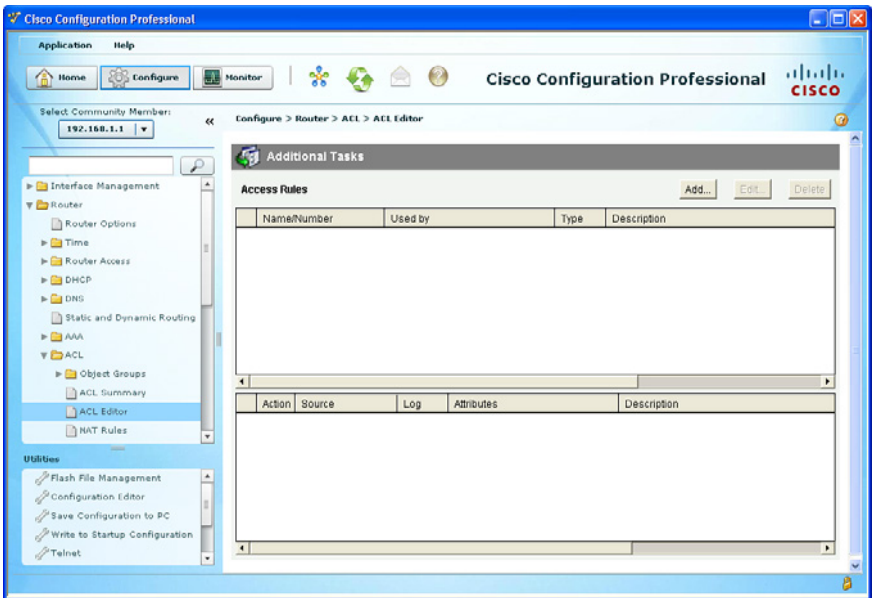 Cisco Configuration Professional
Application Help
Home Configure Monitor
Cisco Configuration Professional
CISCO
Select Community Member:
192.168.1.1
Configure > Router > ACL > ACL Editor
Additional Tasks
Access Rules
Add... Edit... Delete
Name/Number Used by Type Description
Action Source Log Attributes Description
Interface Management
Router
Router Options
Time
Router Access
DHCP
DNS
Static and Dynamic Routing
AAA
ACL
Object Groups
ACL Summary
ACL Editor
NAT Rules
Utilities
Flash File Management
Configuration Editor
Save Configuration to PC
Write to Startup Configuration
Telnet